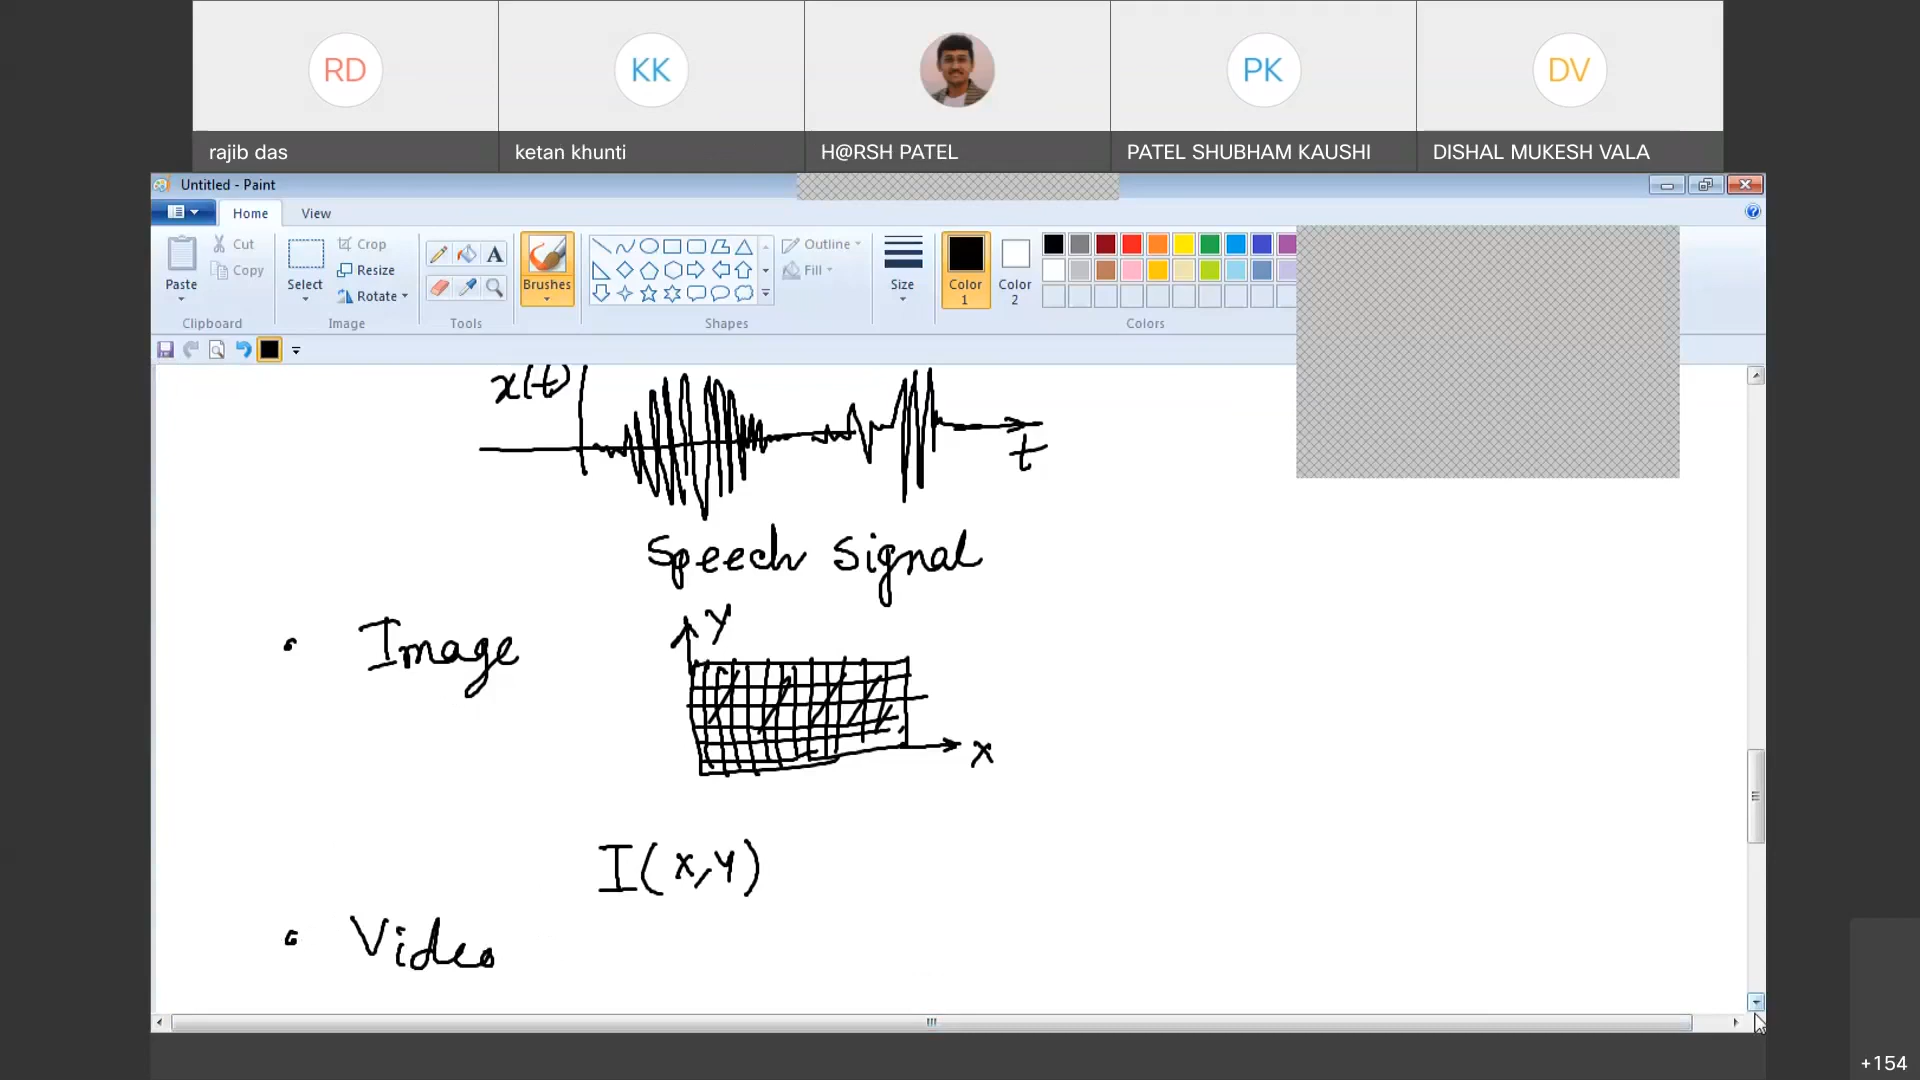 RD KK PK DV
rajib das ketan khunti H@RSH PATEL PATEL SHUBHAM KAUSHI DISHAL MUKESH VALA
Untitled - Paint
Home View
Paste Cut Copy Select Crop Resize Rotate A Brushes Outline Fill Size Color 1 Color 2
Clipboard Image Tools Shapes Colors
x(t)
t
Speech Signal
Y
• Image
X
I(X,Y)
• Video
+154